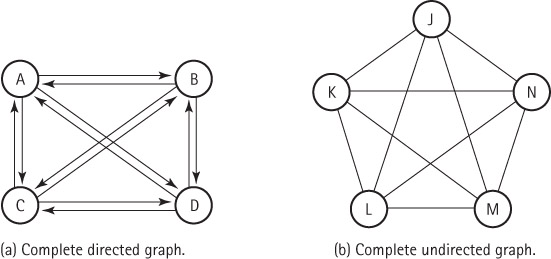 J
A
B
K
N
C
D
L
M
(a) Complete directed graph.
(b) Complete undirected graph.